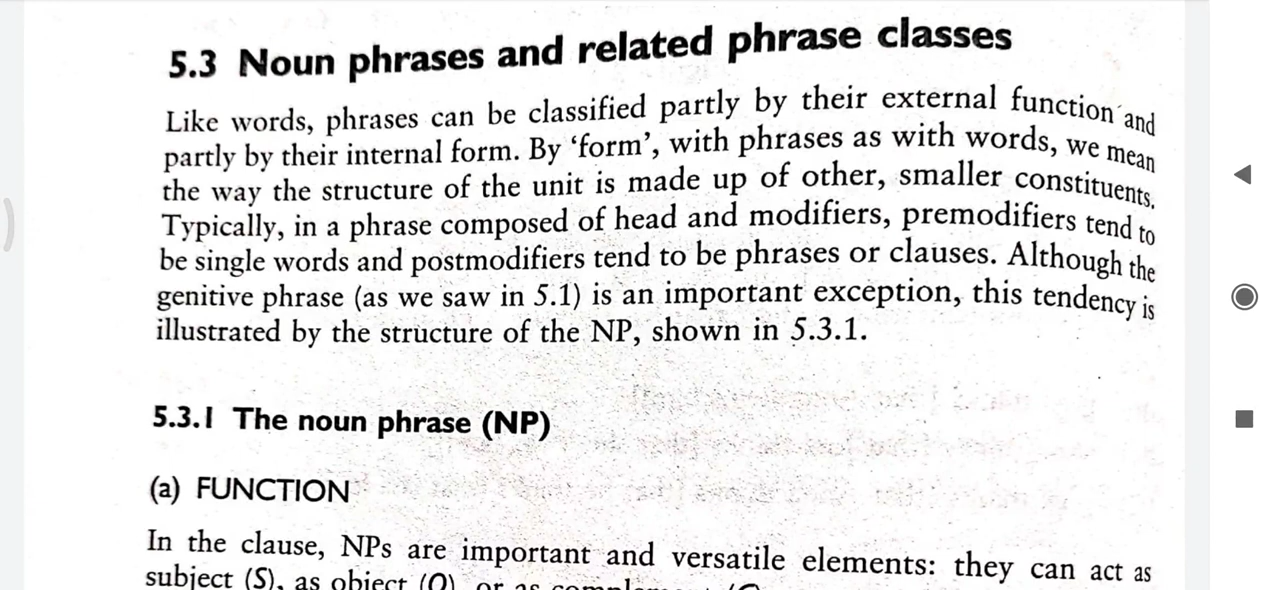 5.3 Noun phrases and related phrase classes
Like words, phrases can be classified partly by their external function and
partly by their internal form. By ‘form’, with phrases as with words, we mean
the way the structure of the unit is made up of other, smaller constituents.
Typically, in a phrase composed of head and modifiers, premodifiers tend to
be single words and postmodifiers tend to be phrases or clauses. Although the
genitive phrase (as we saw in 5.1) is an important exception, this tendency is
illustrated by the structure of the NP, shown in 5.3.1.
5.3.1 The noun phrase (NP)
(a) FUNCTION
In the clause, NPs are important and versatile elements: they can act as
subject (S), as object (O), or as